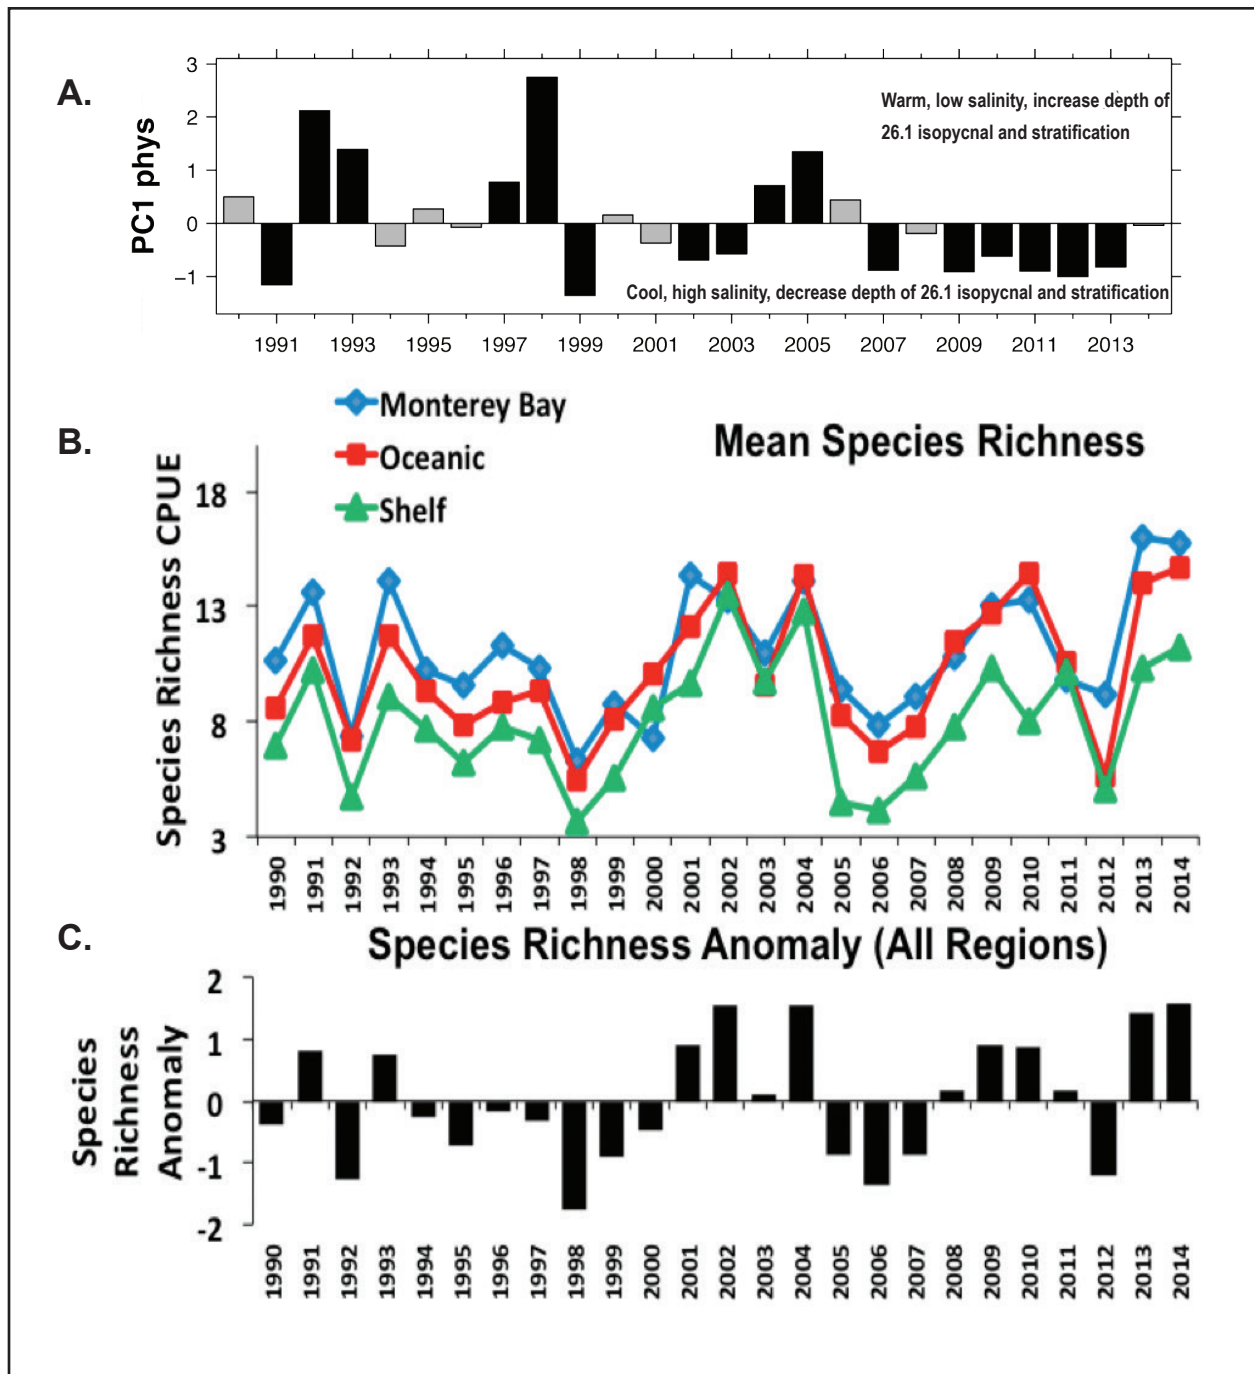 A.
PC1 phys
3
2
1
0
−1
Warm, low salinity, increase depth of
26.1 isopycnal and stratification
Cool, high salinity, decrease depth of 26.1 isopycnal and stratification
1991 1993 1995 1997 1999 2001 2003 2005 2007 2009 2011 2013
B.
Monterey Bay
Oceanic
Shelf
Mean Species Richness
Species Richness CPUE
18
13
8
3
1990 1991 1992 1993 1994 1995 1996 1997 1998 1999 2000 2001 2002 2003 2004 2005 2006 2007 2008 2009 2010 2011 2012 2013 2014
C.
Species Richness Anomaly (All Regions)
Species
Richness
Anomaly
2
1
0
-1
-2
1990 1991 1992 1993 1994 1995 1996 1997 1998 1999 2000 2001 2002 2003 2004 2005 2006 2007 2008 2009 2010 2011 2012 2013 2014